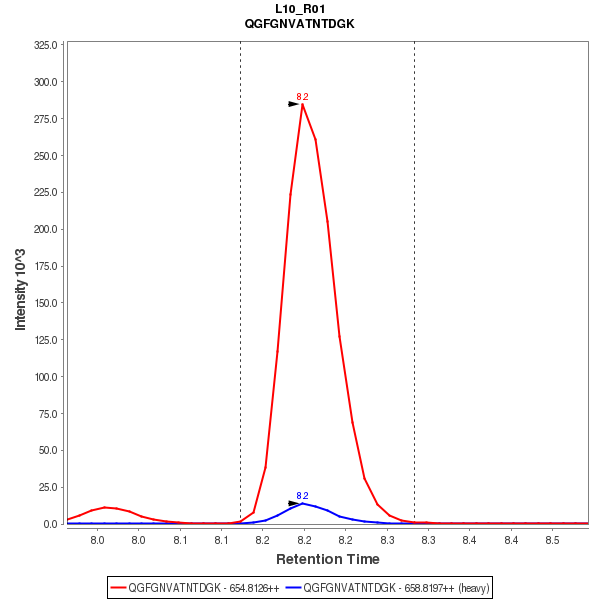 L10_R01
QGFGNVATNTDGK
325.0
300.0
275.0
250.0
225.0
200.0
175.0
150.0
125.0
100.0
75.0
50.0
25.0
0.0
Intensity 10^3
8.2
8.2
8.0 8.0 8.1 8.1 8.2 8.2 8.2 8.3 8.3 8.4 8.4 8.5
Retention Time
QGFGNVATNTDGK - 654.8126++ QGFGNVATNTDGK - 658.8197++ (heavy)